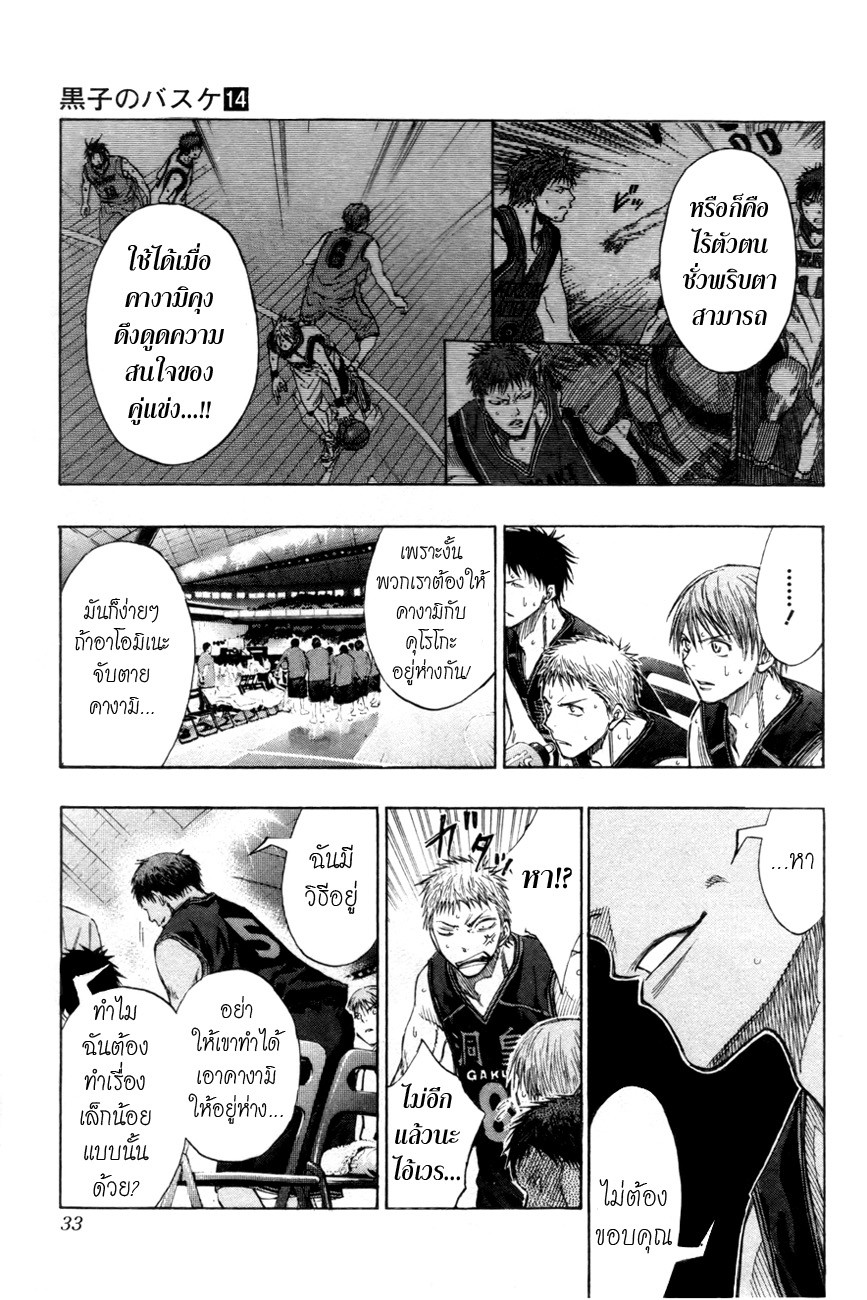 黒子のバスケ14
หรือก็คือ
ไร้ตัวตน
ชั่วพริบตา
สามารถ
ใช้ได้เมื่อ
คางามิคุง
ดึงดูดความ
สนใจของ
คู่แข่ง...!!
......!
เพราะงั้น
พวกเราต้องให้
คางามิกับ
คุโรโกะ
อยู่ห่างกัน!
มันก็ง่ายๆ
ถ้าอาโอมิเนะ
จับตาย
คางามิ...
...หา
ไม่ต้อง
ขอบคุณ
ガタッ
หา!?
ไม่อีก
แล้วนะ
ไอ้เวร...
GAKU
8
ฉันมี
วิธีอยู่
5
อย่า
ให้เขาทำได้
เอาคางามิ
ให้อยู่ห่าง...
ทำไม
ฉันต้อง
ทำเรื่อง
เล็กน้อย
แบบนั้น
ด้วย?
33